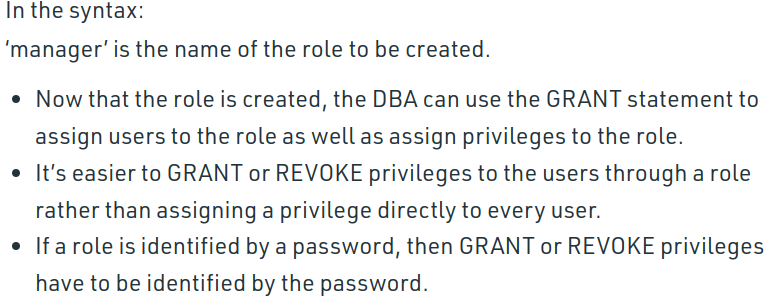 In the syntax:
‘manager’ is the name of the role to be created.
• Now that the role is created, the DBA can use the GRANT statement to
assign users to the role as well as assign privileges to the role.
• It’s easier to GRANT or REVOKE privileges to the users through a role
rather than assigning a privilege directly to every user.
• If a role is identified by a password, then GRANT or REVOKE privileges
have to be identified by the password.